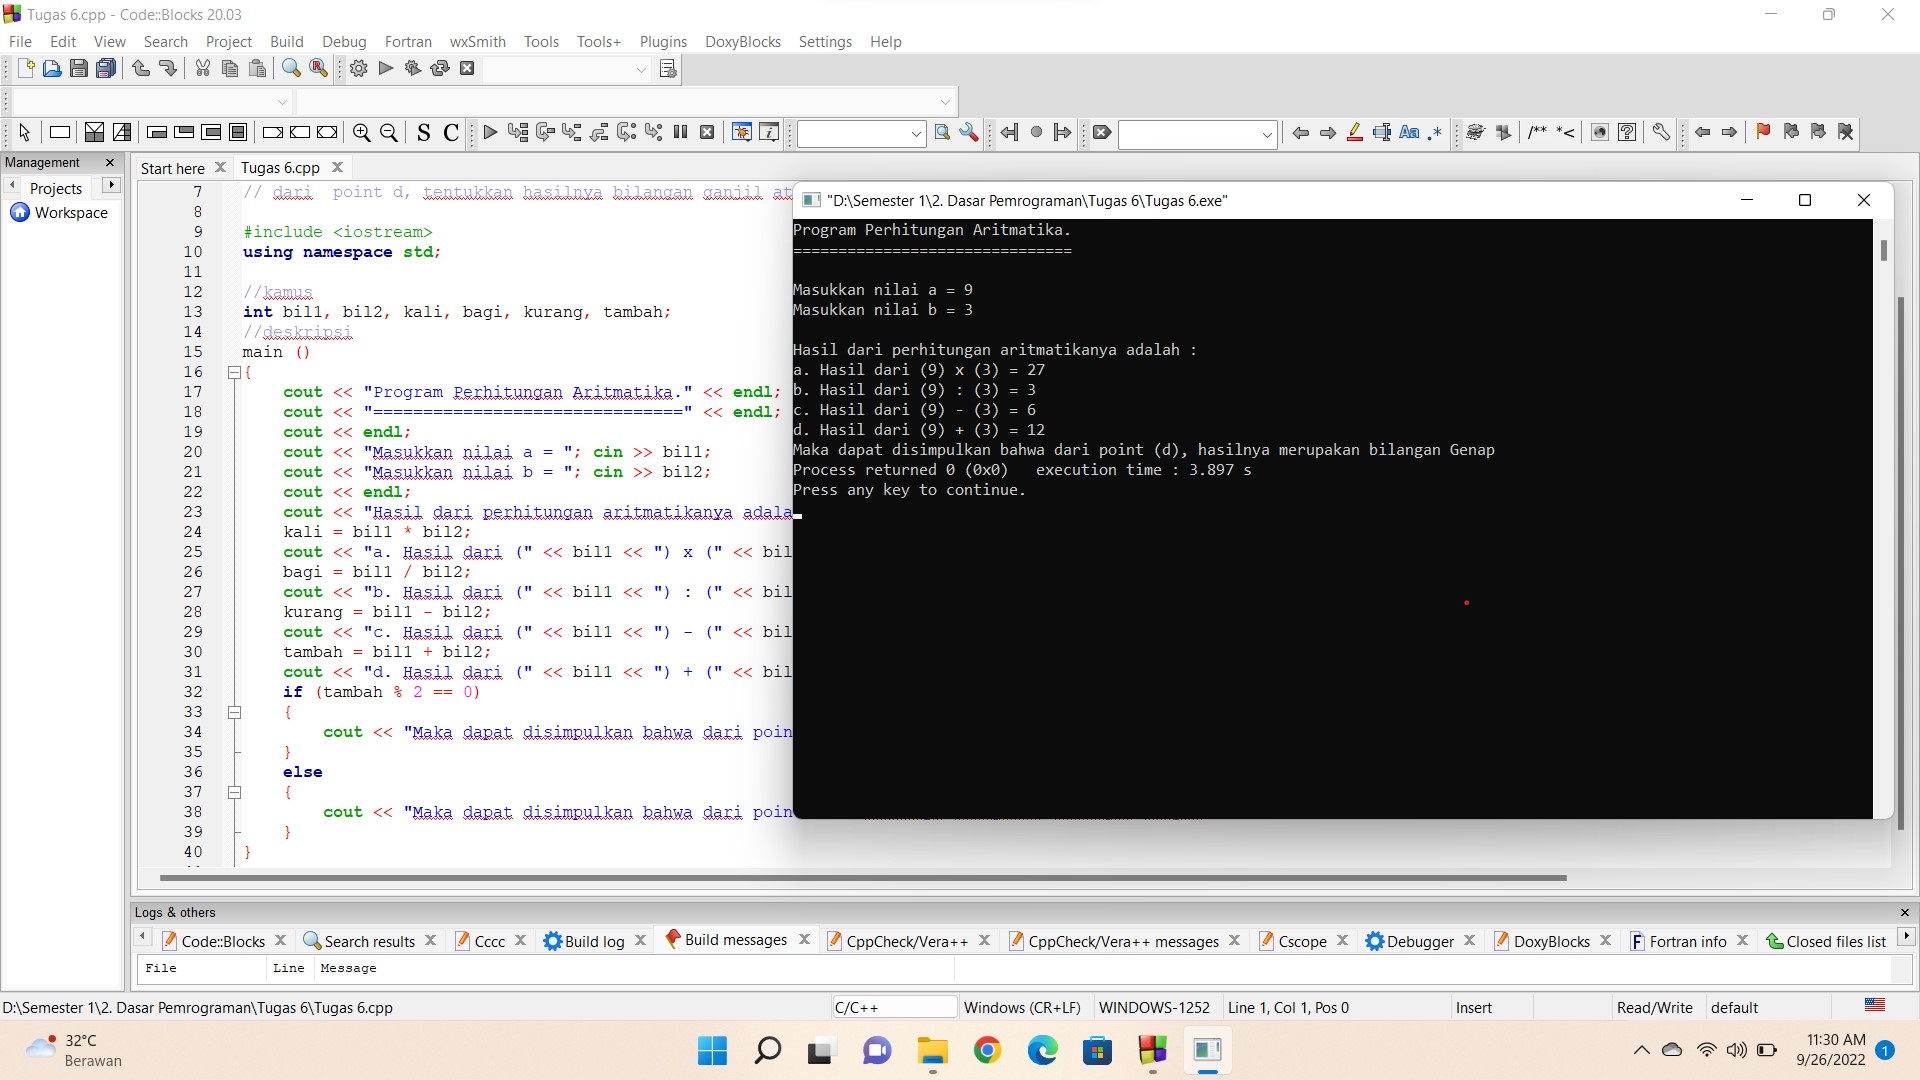 Tugas 6.cpp - Code::Blocks 20.03
File Edit View Search Project Build Debug Fortran wxSmith Tools Tools+ Plugins DoxyBlocks Settings Help
S C
/** *<
Management
Projects
Workspace
Start here Tugas 6.cpp
7 // dari point d, tentukkan hasilnya bilangan ganjil at
8
9 #include <iostream>
10 using namespace std;
11
12 //kamus
13 int bil1, bil2, kali, bagi, kurang, tambah;
14 //deskripsi
15 main ()
16 {
17 cout << "Program Perhitungan Aritmatika." << endl;
18 cout << "===============================" << endl;
19 cout << endl;
20 cout << "Masukkan nilai a = "; cin >> bil1;
21 cout << "Masukkan nilai b = "; cin >> bil2;
22 cout << endl;
23 cout << "Hasil dari perhitungan aritmatikanya adala
24 kali = bil1 * bil2;
25 cout << "a. Hasil dari (" << bil1 << ") x (" << bil
26 bagi = bil1 / bil2;
27 cout << "b. Hasil dari (" << bil1 << ") : (" << bil
28 kurang = bil1 - bil2;
29 cout << "c. Hasil dari (" << bil1 << ") - (" << bil
30 tambah = bil1 + bil2;
31 cout << "d. Hasil dari (" << bil1 << ") + (" << bil
32 if (tambah % 2 == 0)
33 {
34 cout << "Maka dapat disimpulkan bahwa dari poin
35 }
36 else
37 {
38 cout << "Maka dapat disimpulkan bahwa dari poin
39 }
40 }
"D:\Semester 1\2. Dasar Pemrograman\Tugas 6\Tugas 6.exe"
Program Perhitungan Aritmatika.
===============================
Masukkan nilai a = 9
Masukkan nilai b = 3
Hasil dari perhitungan aritmatikanya adalah :
a. Hasil dari (9) x (3) = 27
b. Hasil dari (9) : (3) = 3
c. Hasil dari (9) - (3) = 6
d. Hasil dari (9) + (3) = 12
Maka dapat disimpulkan bahwa dari point (d), hasilnya merupakan bilangan Genap
Process returned 0 (0x0) execution time : 3.897 s
Press any key to continue.
Logs & others
Code::Blocks Search results Cccc Build log Build messages CppCheck/Vera++ CppCheck/Vera++ messages Cscope Debugger DoxyBlocks Fortran info Closed files list
File Line Message
D:\Semester 1\2. Dasar Pemrograman\Tugas 6\Tugas 6.cpp C/C++ Windows (CR+LF) WINDOWS-1252 Line 1, Col 1, Pos 0 Insert Read/Write default
32°C
Berawan
11:30 AM
9/26/2022
1